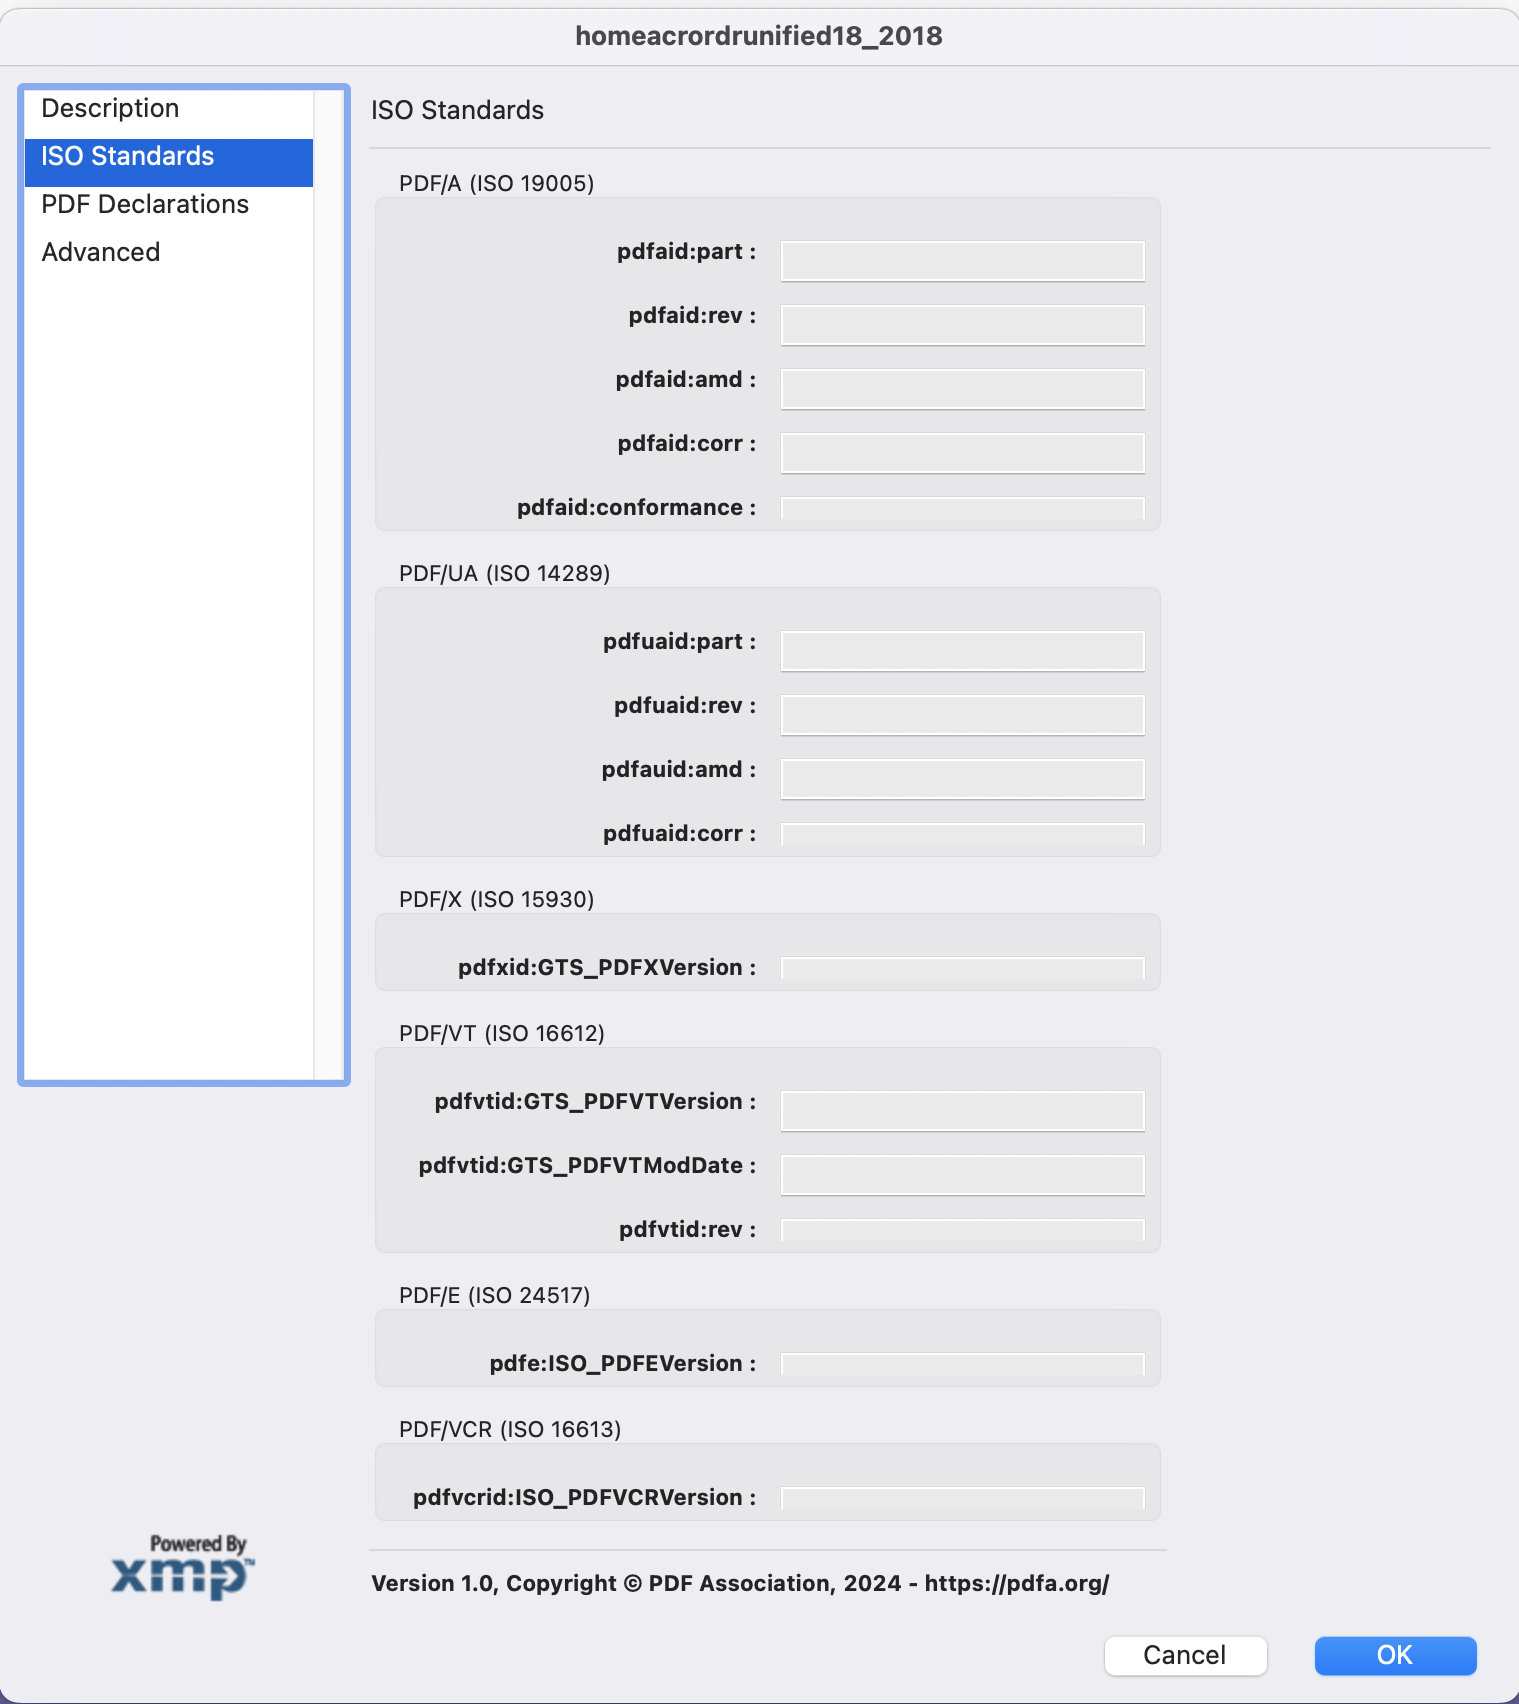 homeacrordrunified18_2018
Description
ISO Standards
PDF Declarations
Advanced
ISO Standards
PDF/A (ISO 19005)
pdfaid:part :
pdfaid:rev :
pdfaid:amd :
pdfaid:corr :
pdfaid:conformance :
PDF/UA (ISO 14289)
pdfuaid:part :
pdfuaid:rev :
pdfauid:amd :
pdfuaid:corr :
PDF/X (ISO 15930)
pdfxid:GTS_PDFXVersion :
PDF/VT (ISO 16612)
pdfvtid:GTS_PDFVTVersion :
pdfvtid:GTS_PDFVTModDate :
pdfvtid:rev :
PDF/E (ISO 24517)
pdfe:ISO_PDFEVersion :
PDF/VCR (ISO 16613)
pdfvcrid:ISO_PDFVCRVersion :
Powered By
xmp™
Version 1.0, Copyright © PDF Association, 2024 - https://pdfa.org/
Cancel
OK